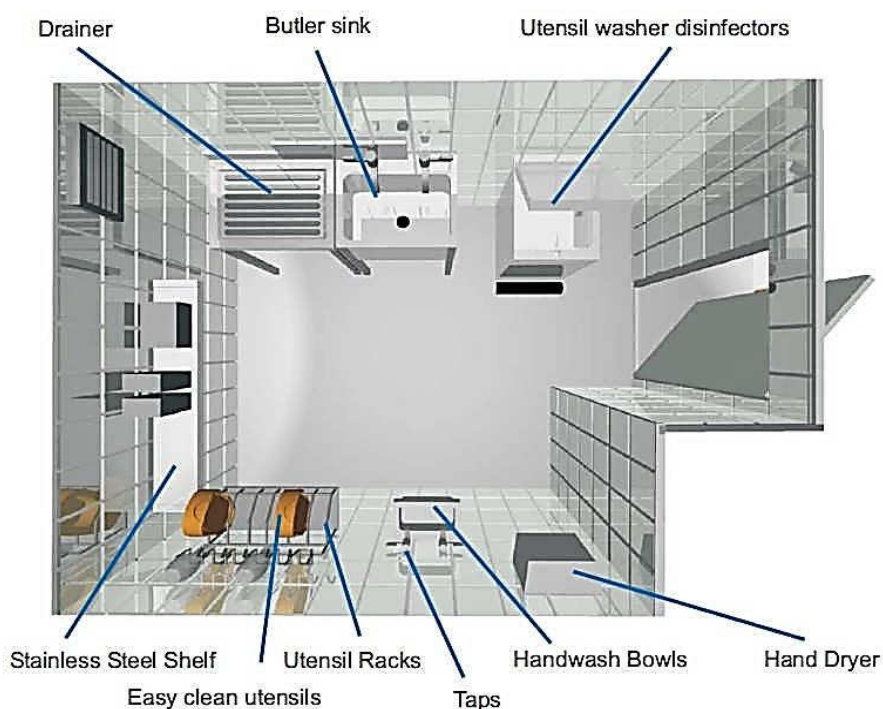 Drainer
Butler sink
Utensil washer disinfectors
Stainless Steel Shelf
Utensil Racks
Handwash Bowls
Hand Dryer
Easy clean utensils
Taps